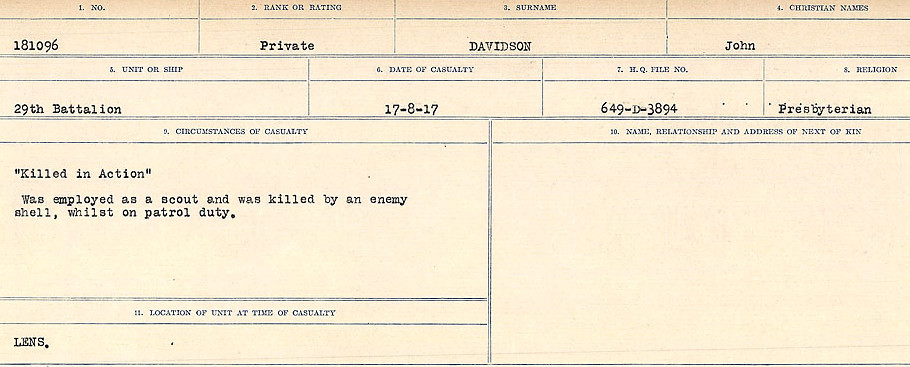 1. NO. 2. RANK OR RATING 3. SURNAME 4. CHRISTIAN NAMES
181096 Private DAVIDSON John
5. UNIT OR SHIP 6. DATE OF CASUALTY 7. H.Q. FILE NO. 8. RELIGION
29th Battalion 17-8-17 649-D-3894 Presbyterian
9. CIRCUMSTANCES OF CASUALTY 10. NAME, RELATIONSHIP AND ADDRESS OF NEXT OF KIN
"Killed in Action"
Was employed as a scout and was killed by an enemy
shell, whilst on patrol duty.
11. LOCATION OF UNIT AT TIME OF CASUALTY
LENS.